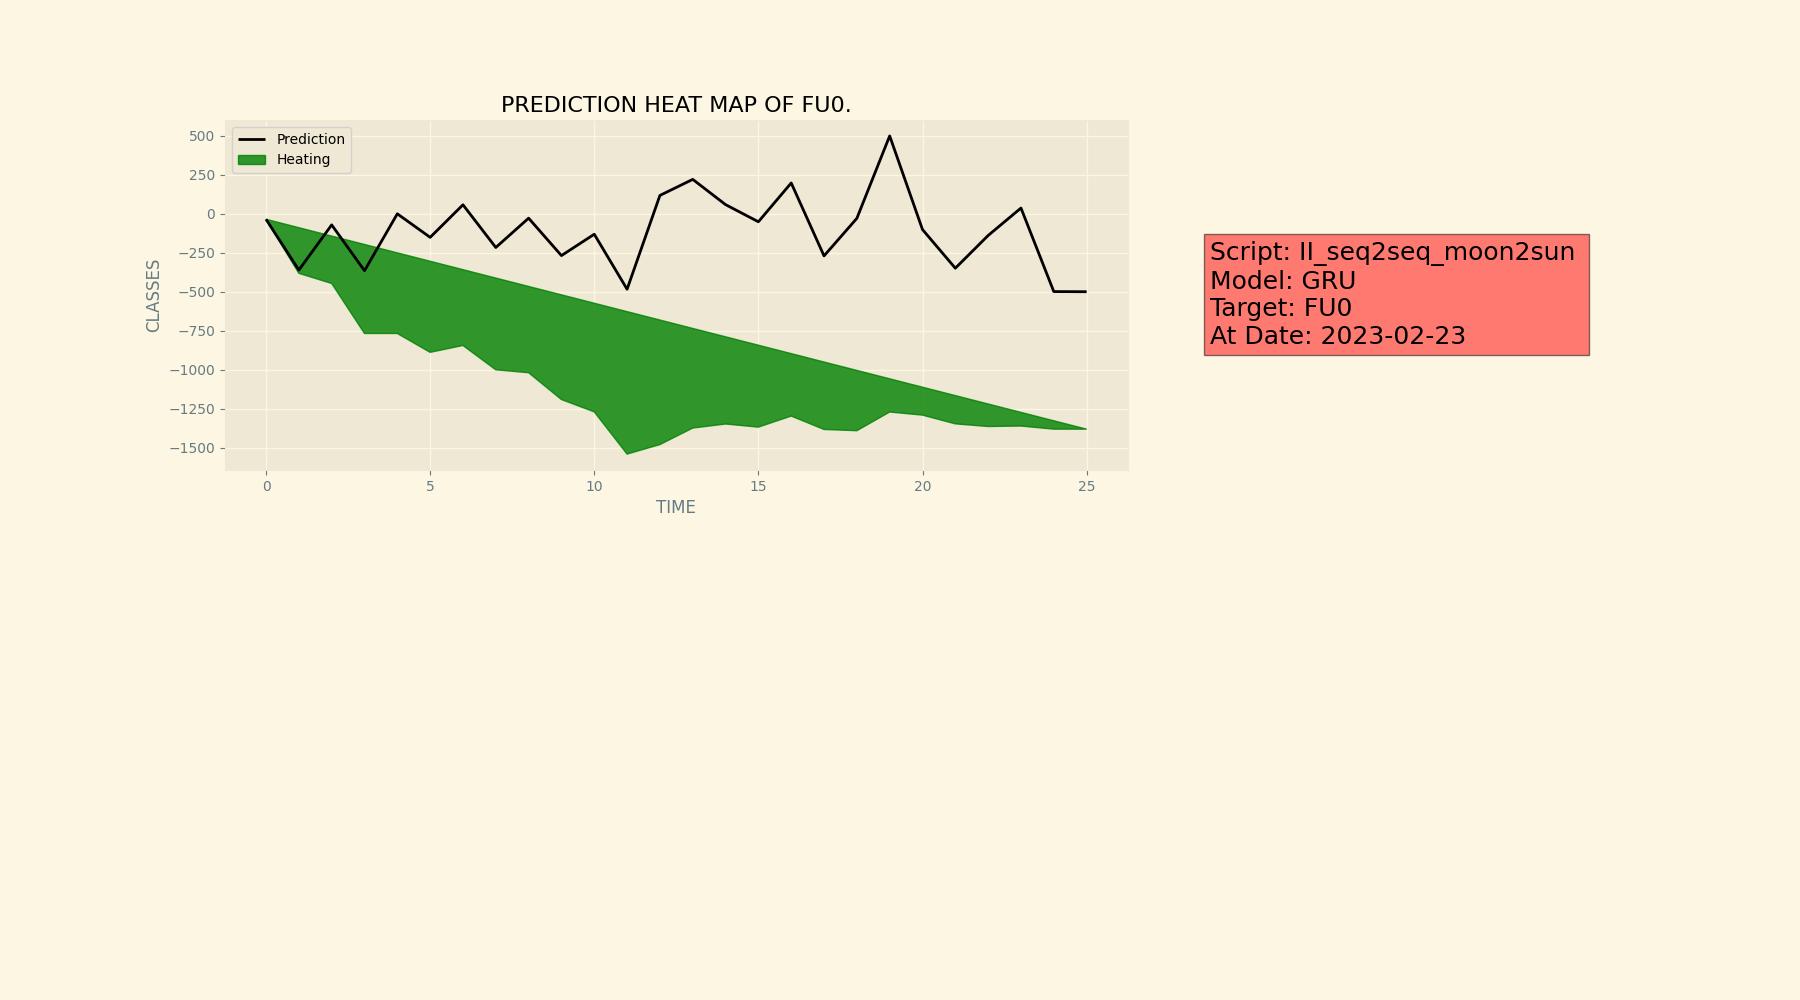 PREDICTION HEAT MAP OF FU0.
Prediction
Heating
500
250
0
−250
−500
−750
−1000
−1250
−1500
CLASSES
0 5 10 15 20 25
TIME
Script: II_seq2seq_moon2sun
Model: GRU
Target: FU0
At Date: 2023-02-23